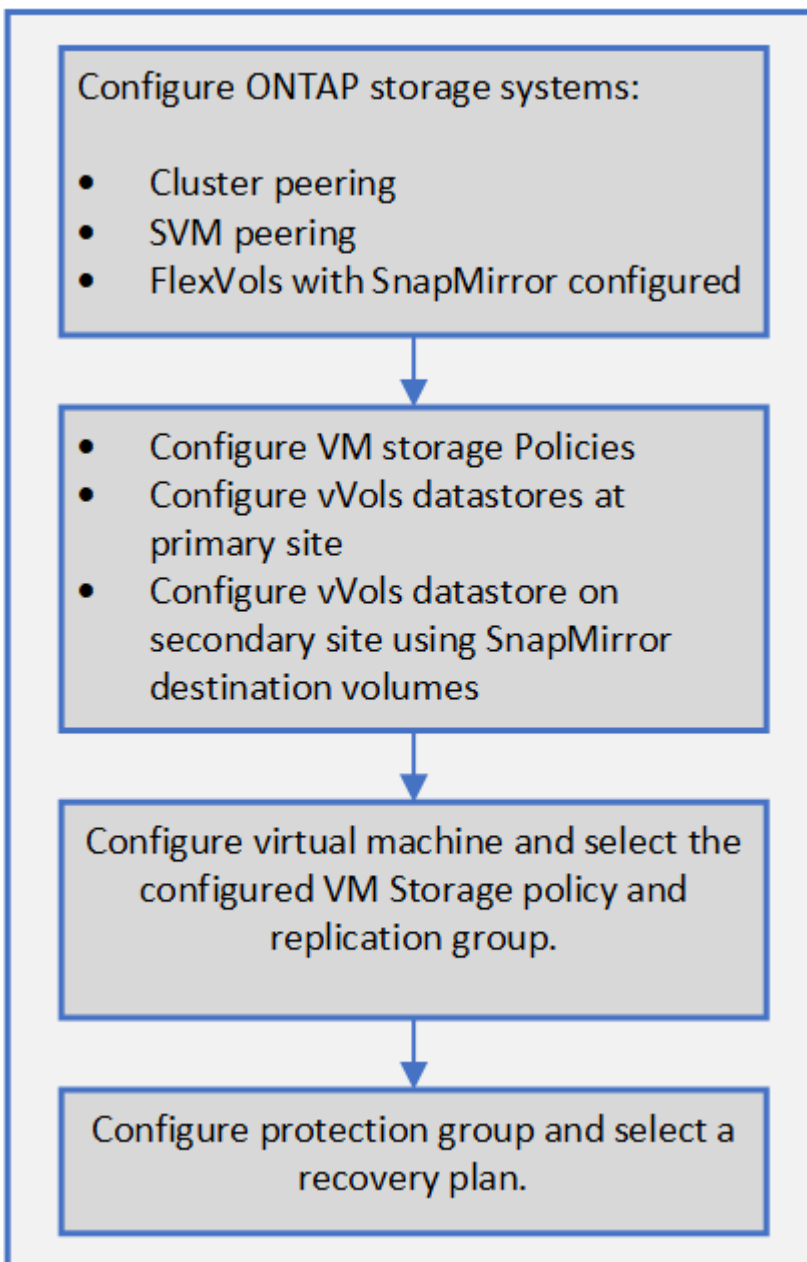 Configure ONTAP storage systems:
• Cluster peering
• SVM peering
• FlexVols with SnapMirror configured
• Configure VM storage Policies
• Configure vVols datastores at
primary site
• Configure vVols datastore on
secondary site using SnapMirror
destination volumes
Configure virtual machine and select the
configured VM Storage policy and
replication group.
Configure protection group and select a
recovery plan.